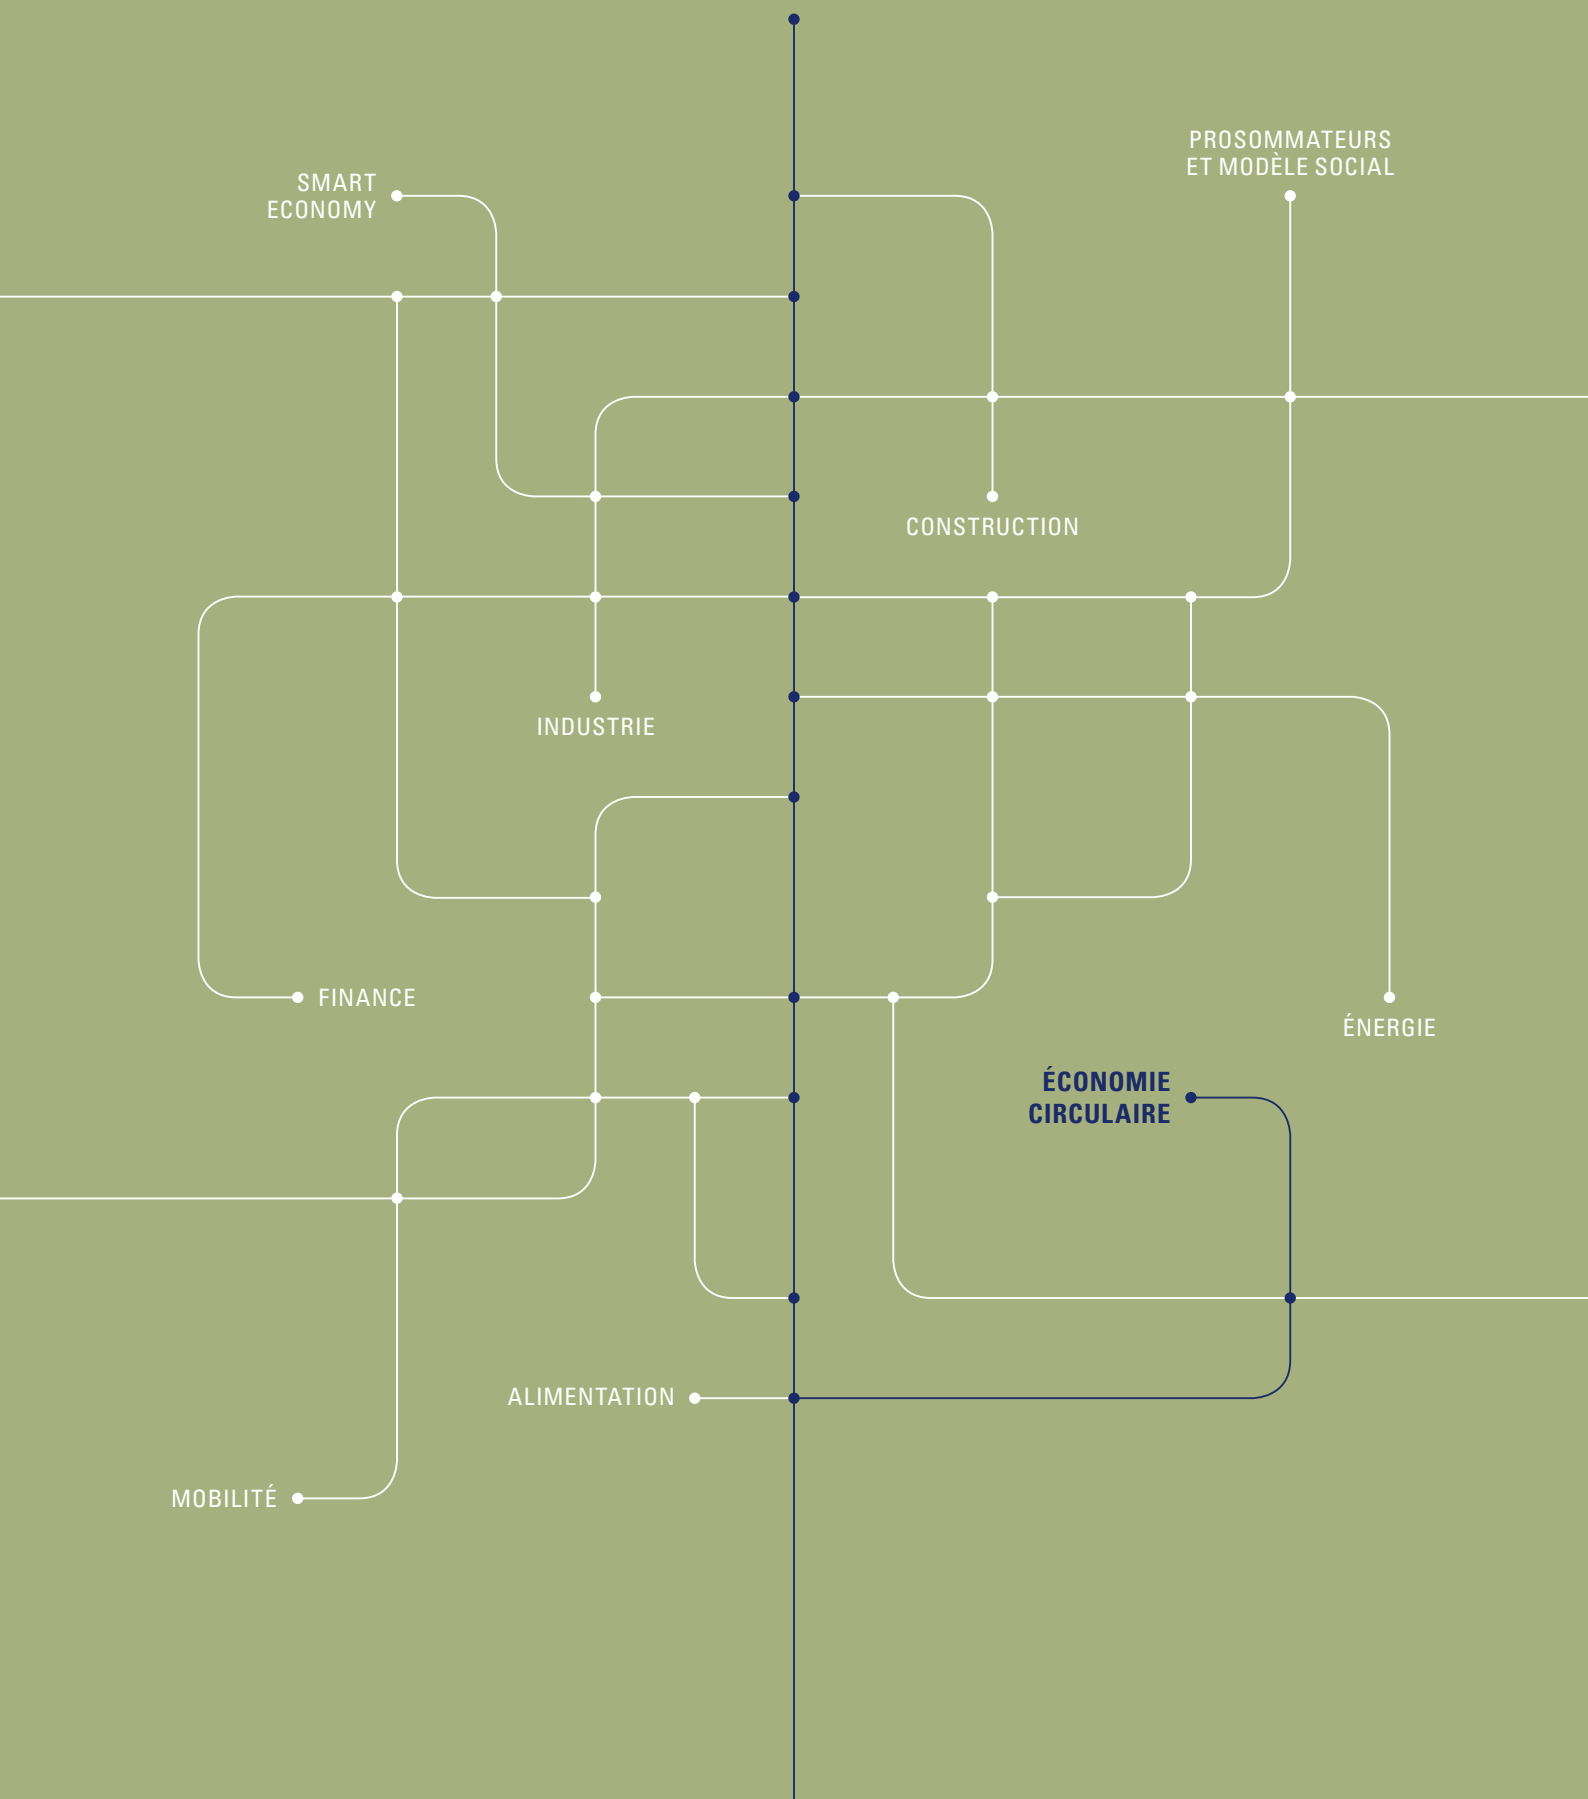 PROSOMMATEURS
ET MODÈLE SOCIAL
SMART
ECONOMY
CONSTRUCTION
INDUSTRIE
FINANCE
ÉNERGIE
ÉCONOMIE
CIRCULAIRE
ALIMENTATION
MOBILITÉ